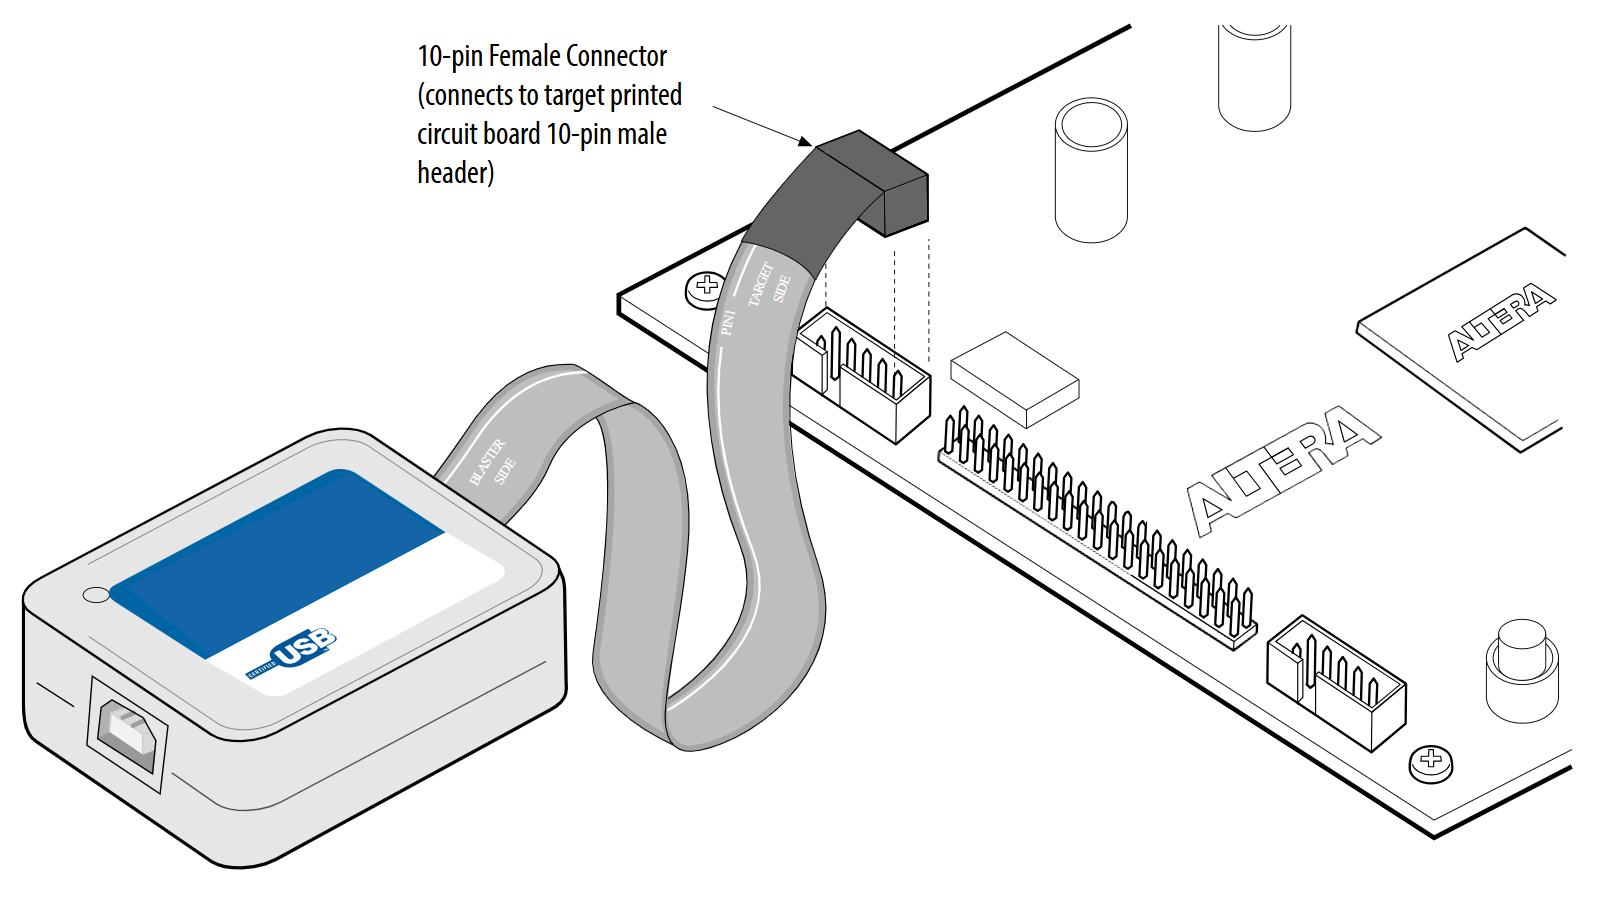 10-pin Female Connector
(connects to target printed
circuit board 10-pin male
header)
TARGET
SIDE
PIN1
ALTERA
BLASTER
SIDE
ALTERA
CERTIFIED
USB